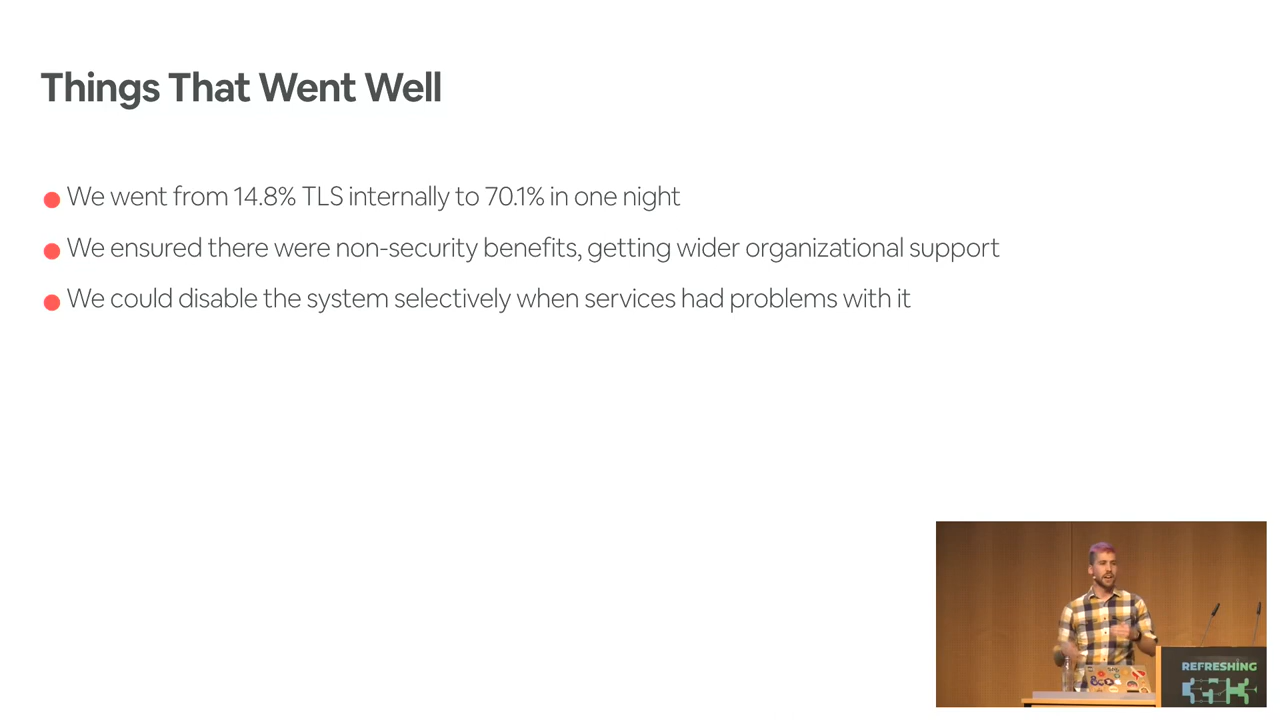 Things That Went Well
We went from 14.8% TLS internally to 70.1% in one night
We ensured there were non-security benefits, getting wider organizational support
We could disable the system selectively when services had problems with it
REFRESHING